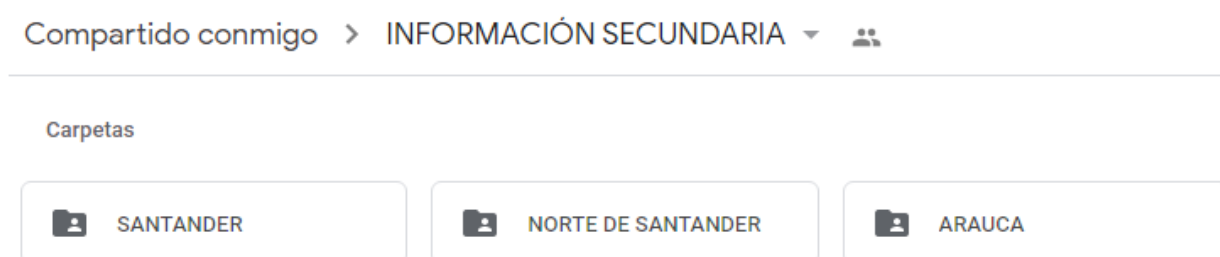 Compartido conmigo > INFORMACIÓN SECUNDARIA
Carpetas
SANTANDER NORTE DE SANTANDER ARAUCA